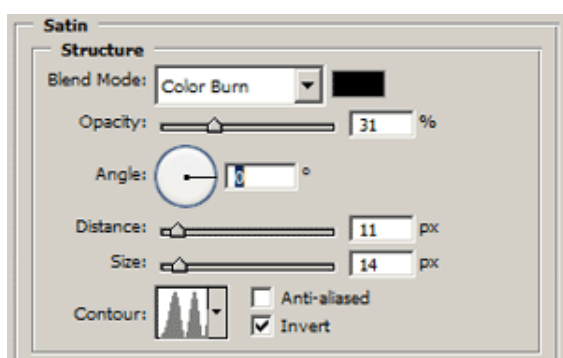 Satin
Structure
Blend Mode: Color Burn
Opacity: 31 %
Angle: 0 °
Distance: 11 px
Size: 14 px
Contour: Anti-aliased
Invert